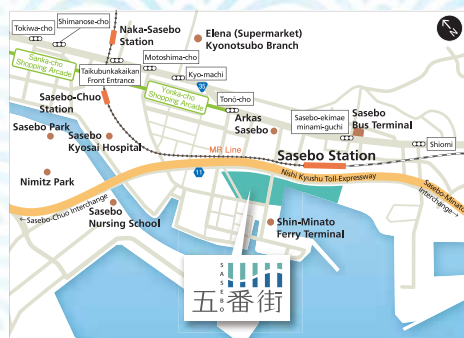 Tokiwa-cho
Shimanose-cho
Naka-Sasebo
Station
Elena (Supermarket)
Kyonotsubo Branch
N
Sanka-cho
Shopping Arcade
Taikubunkakaikan
Front Entrance
Motoshima-cho
Kyo-machi
35
Yonka-cho
Shopping Arcade
Tonö-cho
Sasebo-Chuo
Station
Arkas
Sasebo
Sasebo-ekimae
minami-guchi
Sasebo
Bus Terminal
Shiomi
Sasebo Park
Sasebo
Kyosai Hospital
MR Line
Sasebo Station
Nimitz Park
11
Nishi Kyushu Toll-Expressway
Sasebo-Minato
Interchange→
←Sasebo-Chuo Interchange
Sasebo
Nursing School
Shin-Minato
Ferry Terminal
SASEBO
五番街